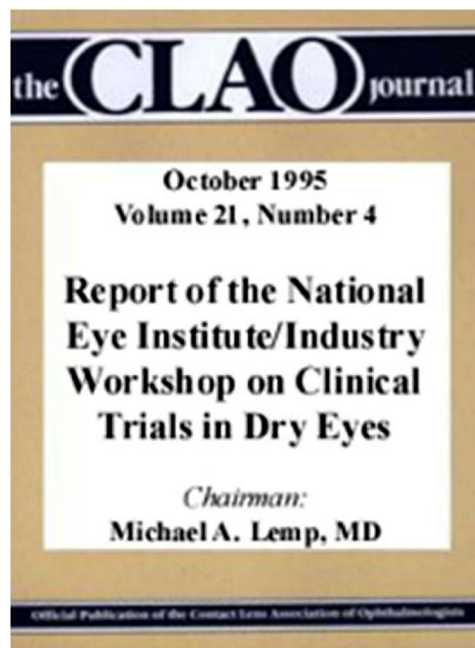 the CLAO journal
October 1995
Volume 21, Number 4
Report of the National
Eye Institute/Industry
Workshop on Clinical
Trials in Dry Eyes
Chairman:
Michael A. Lemp, MD
Official Publication of the Contact Lens Association of Ophthalmologists